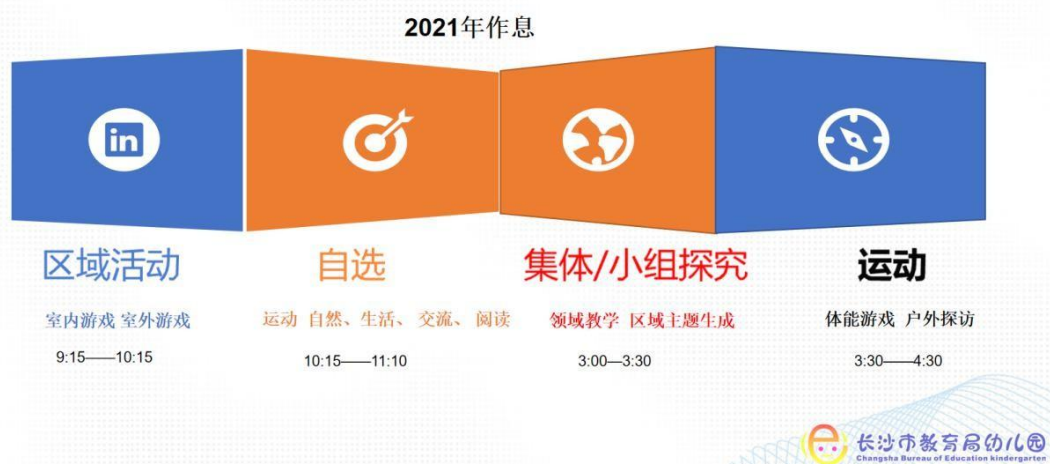 2021年作息
in
区域活动 自选 集体/小组探究 运动
室内游戏 室外游戏 运动 自然、生活、 交流、 阅读 领域教学 区域主题生成 体能游戏 户外探访
9:15——10:15 10:15——11:10 3:00—3:30 3:30——4:30
长沙市教育局幼儿园
Changsha Bureau of Education kindergarten